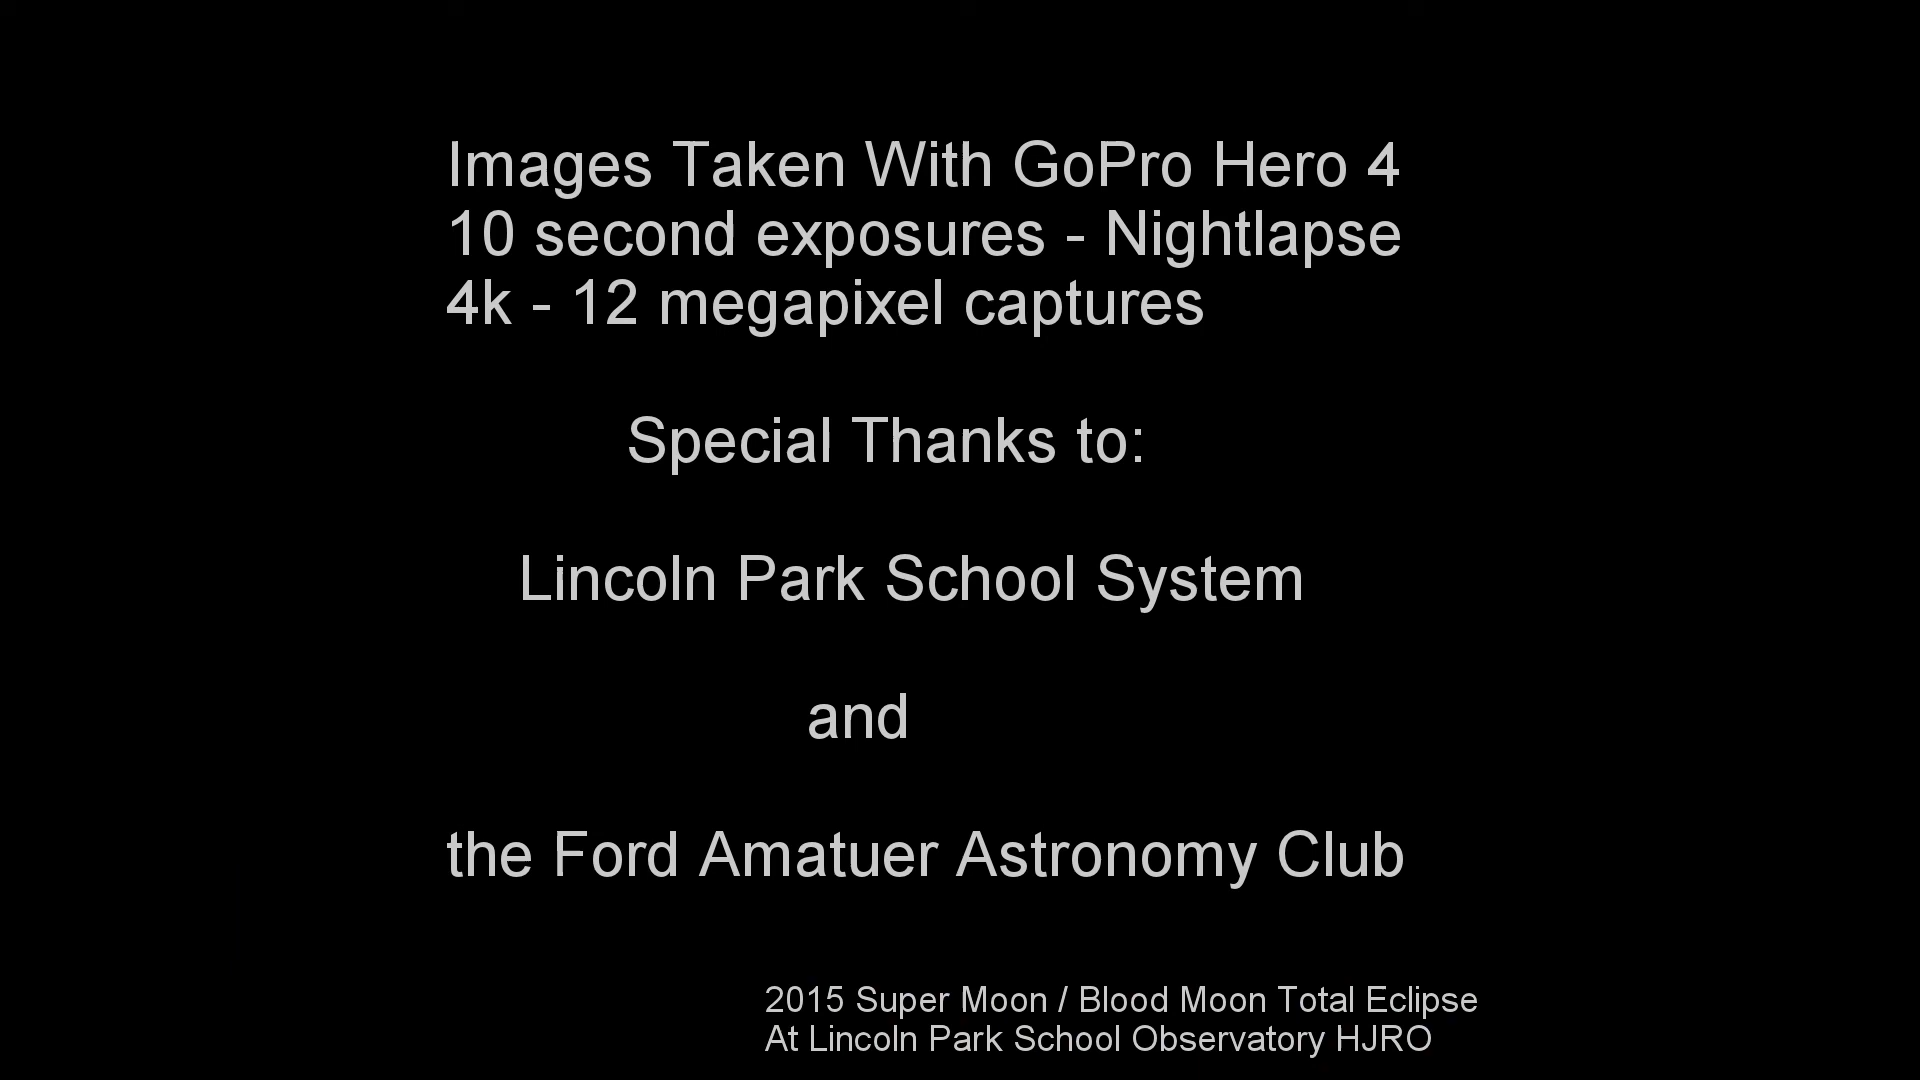 Images Taken With GoPro Hero 4
10 second exposures - Nightlapse
4k - 12 megapixel captures
Special Thanks to:
Lincoln Park School System
and
the Ford Amatuer Astronomy Club
2015 Super Moon / Blood Moon Total Eclipse
At Lincoln Park School Observatory HJRO